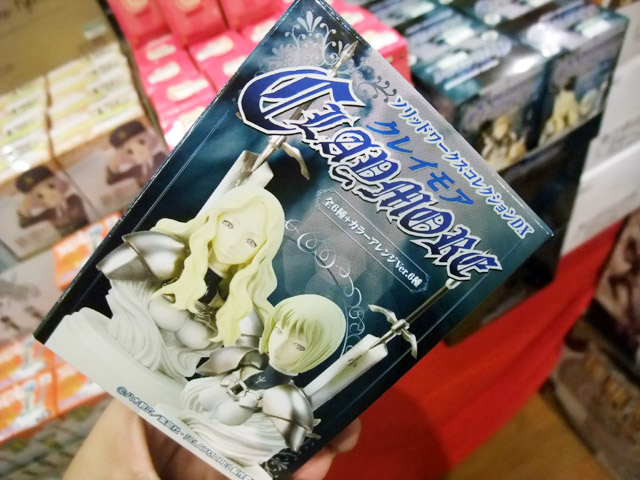 ソリッドワークスコレクションDX
クレイモア
CLAYMORE
全6種+カラーアレンジVer.6種